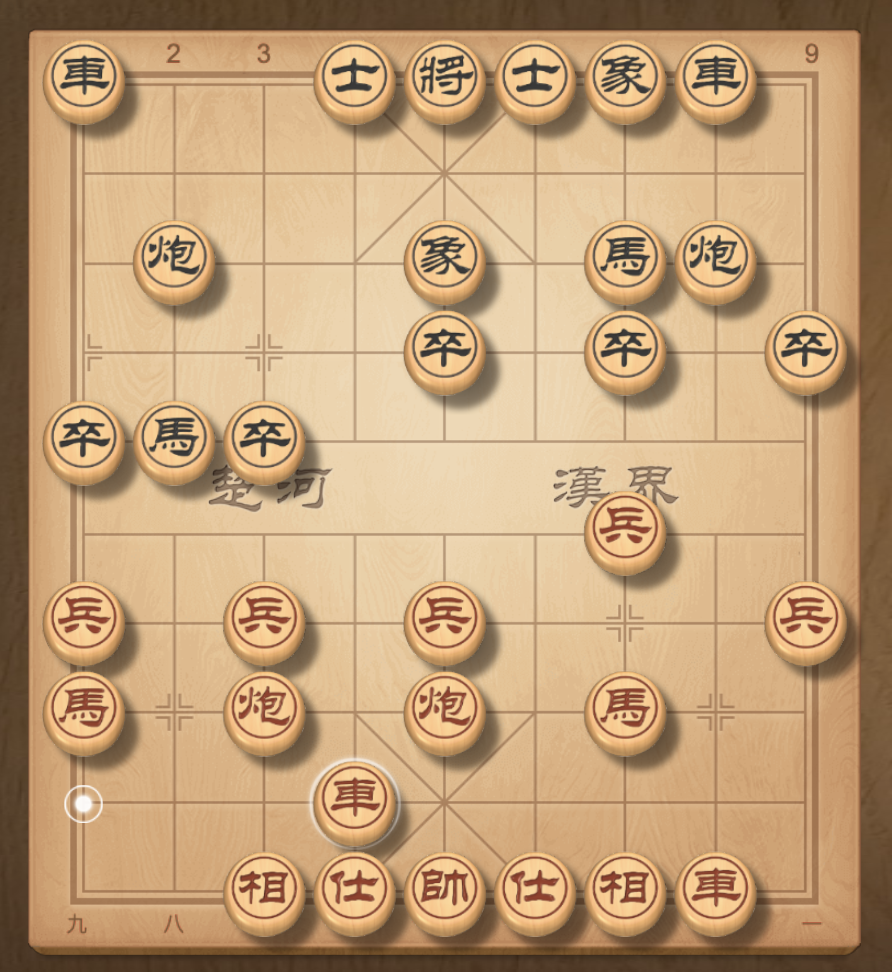 2 3 9
車 士 將 士 象 車
炮 象 馬 炮
卒 卒 卒
卒 馬 卒
楚河 漢界
兵
兵 兵 兵 兵
馬 炮 炮 馬
車
相 仕 帥 仕 相 車
九 八 一